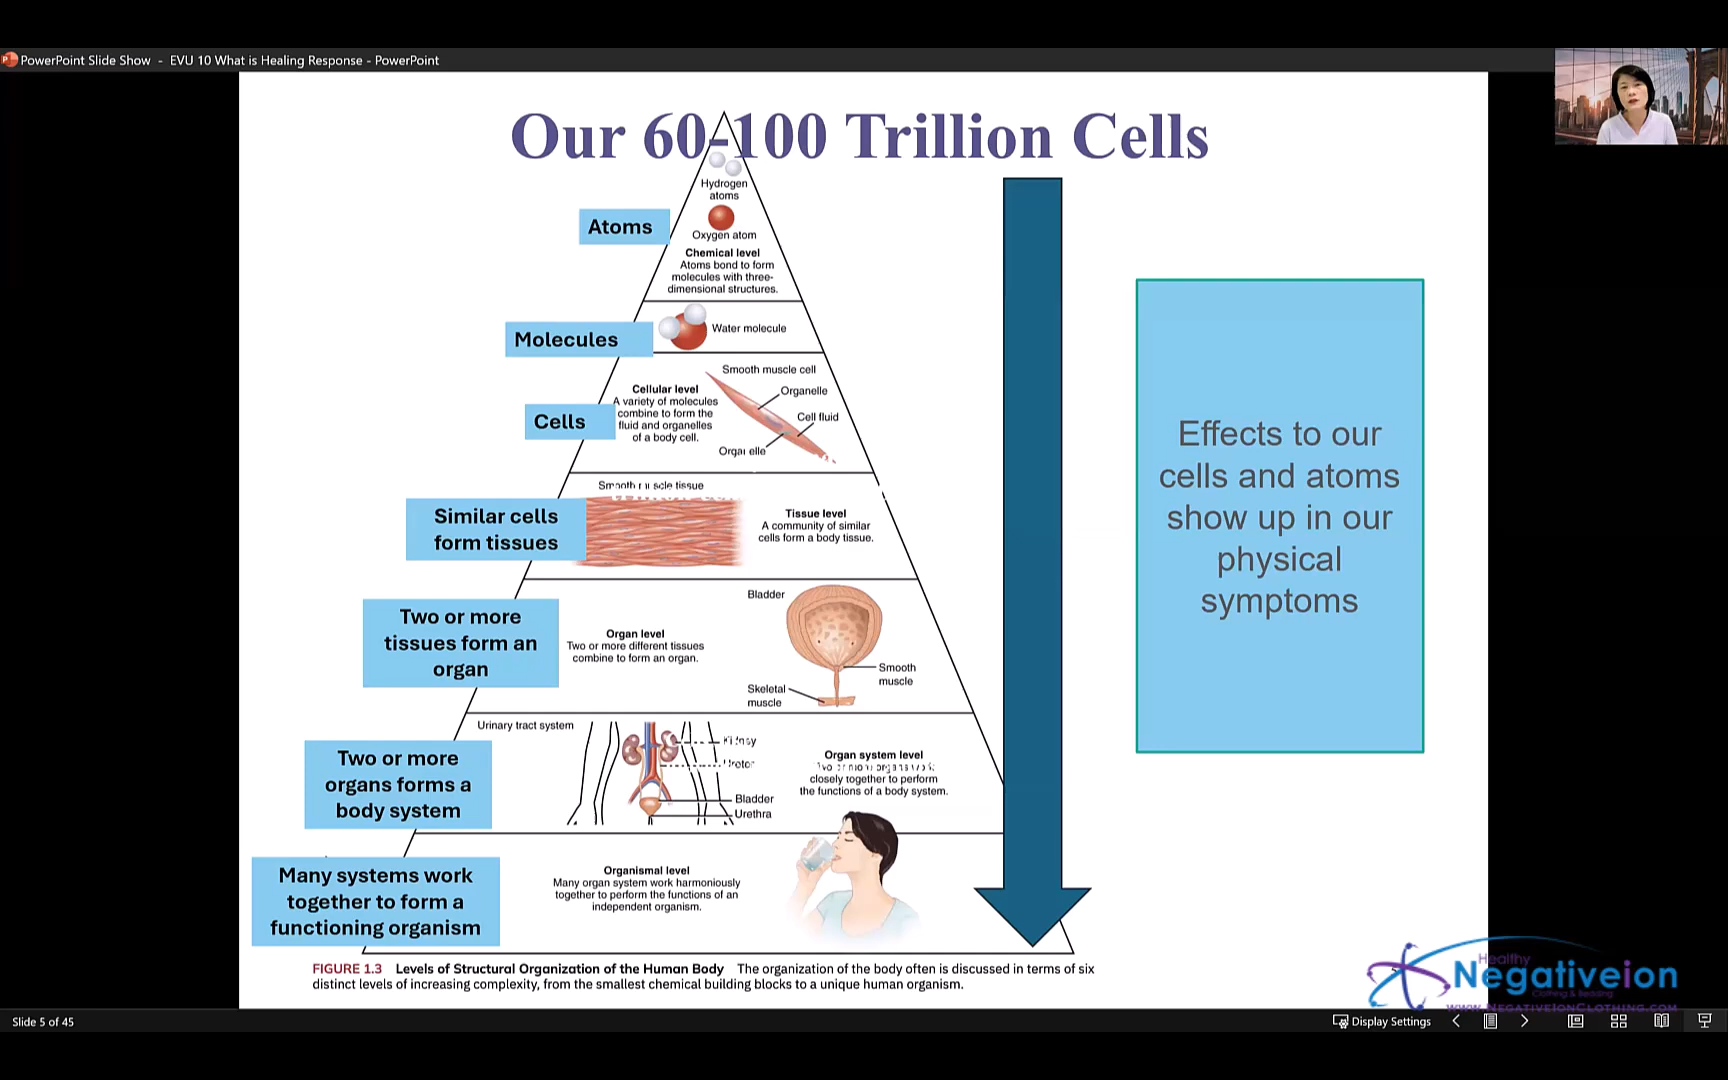 PowerPoint Slide Show - EVU 10 What is Healing Response - PowerPoint
Our 60-100 Trillion Cells
Hydrogen
atoms
Atoms
Oxygen atom
Chemical level
Atoms bond to form
molecules with three-
dimensional structures.
Molecules
Water molecule
Smooth muscle cell
Cellular level
A variety of molecules
combine to form the
fluid and organelles
of a body cell.
Organelle
Cell fluid
Cells
Smooth muscle tissue
Similar cells
form tissues
Tissue level
A community of similar
cells form a body tissue.
Bladder
Two or more
tissues form an
organ
Organ level
Two or more different tissues
combine to form an organ.
Smooth
muscle
Skeletal
muscle
Urinary tract system
Two or more
organs forms a
body system
Bladder
Urethra
Organ system level
closely together to perform
the functions of a body system.
Many systems work
together to form a
functioning organism
Organismal level
Many organ system work harmoniously
together to perform the functions of an
independent organism.
Effects to our
cells and atoms
show up in our
physical
symptoms
FIGURE 1.3 Levels of Structural Organization of the Human Body The organization of the body often is discussed in terms of six
distinct levels of increasing complexity, from the smallest chemical building blocks to a unique human organism.
Healthy
Negativeion
Clothing & Bedding
www.NegativeIonClothing.com
Slide 5 of 45
Display Settings